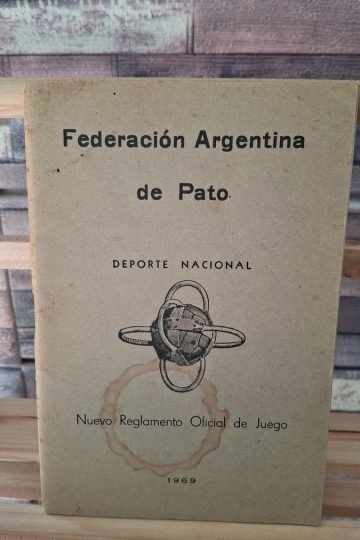 Federación Argentina
de Pato
DEPORTE NACIONAL
Nuevo Reglamento Oficial de Juego
1969